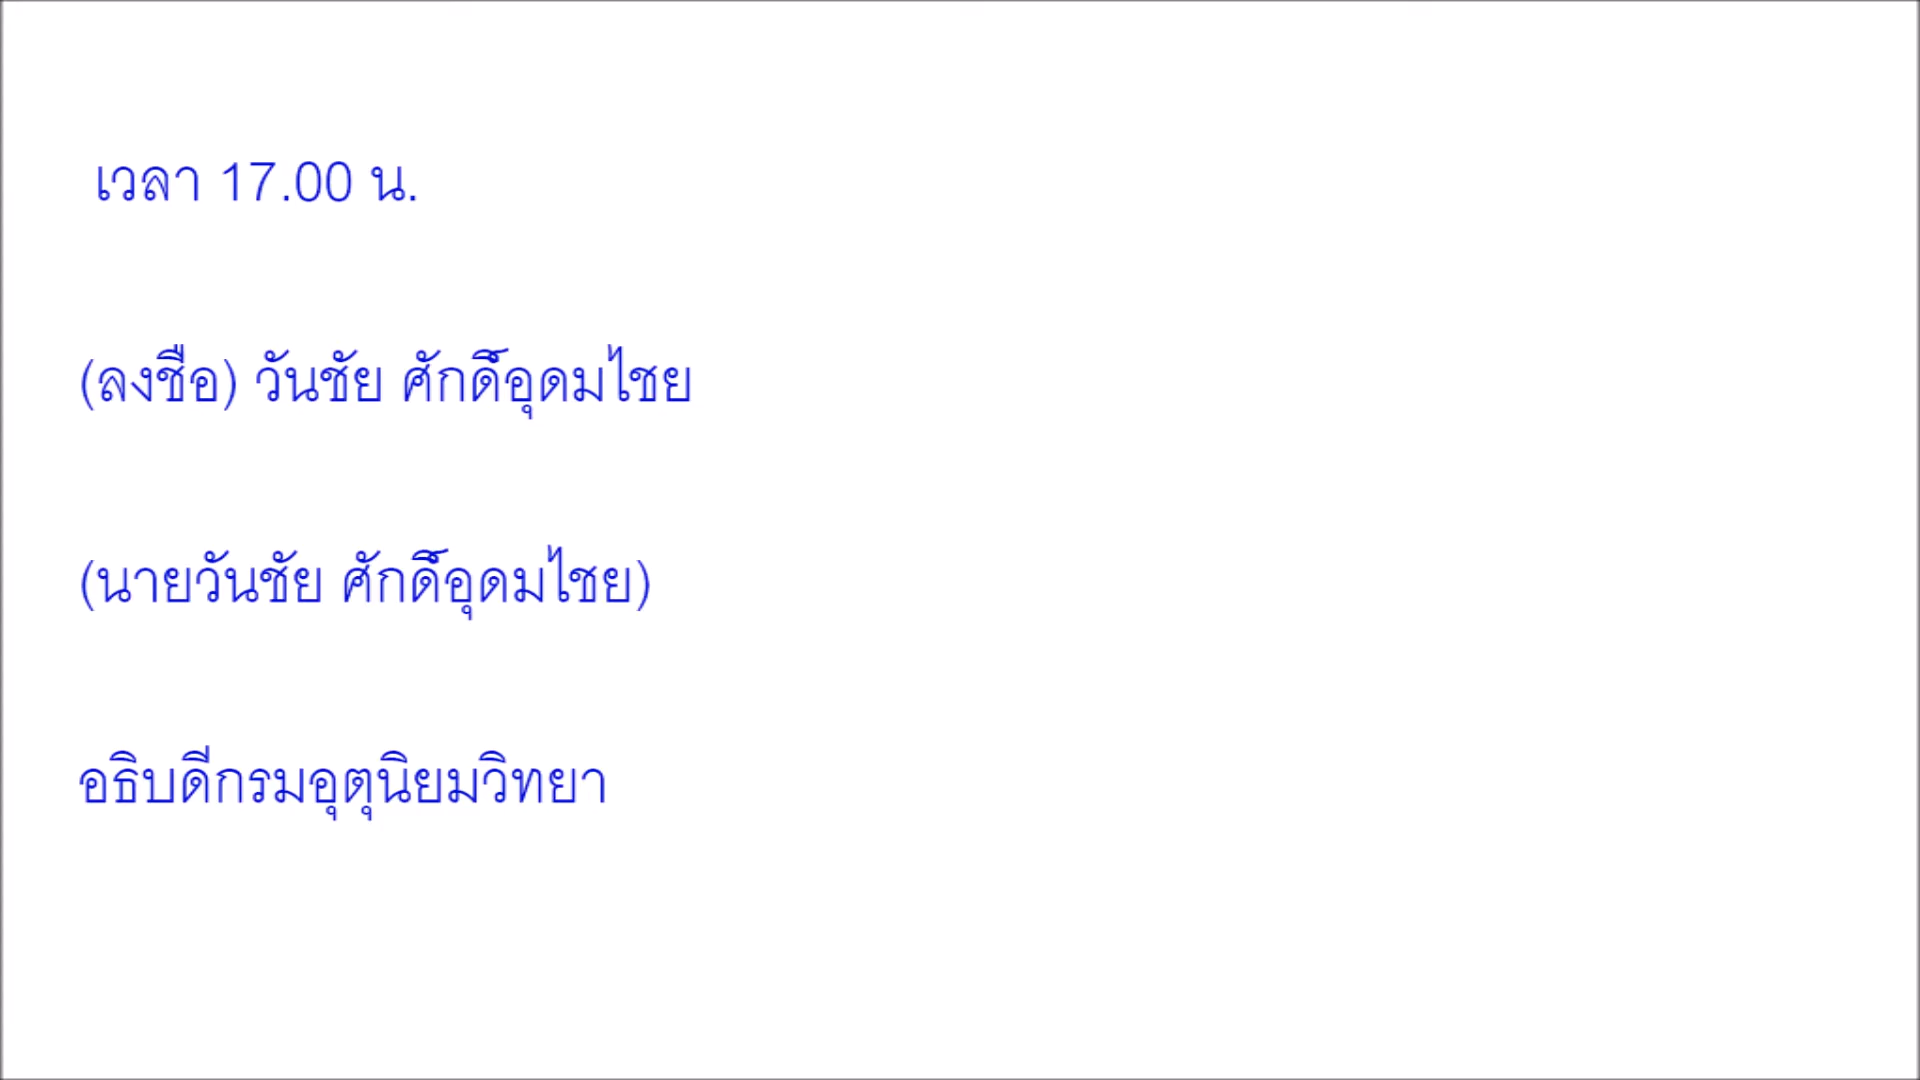 เวลา 17.00 น.
(ลงชื่อ) วันชัย ศักดิ์อุดมไชย
(นายวันชัย ศักดิ์อุดมไชย)
อธิบดีกรมอุตุนิยมวิทยา